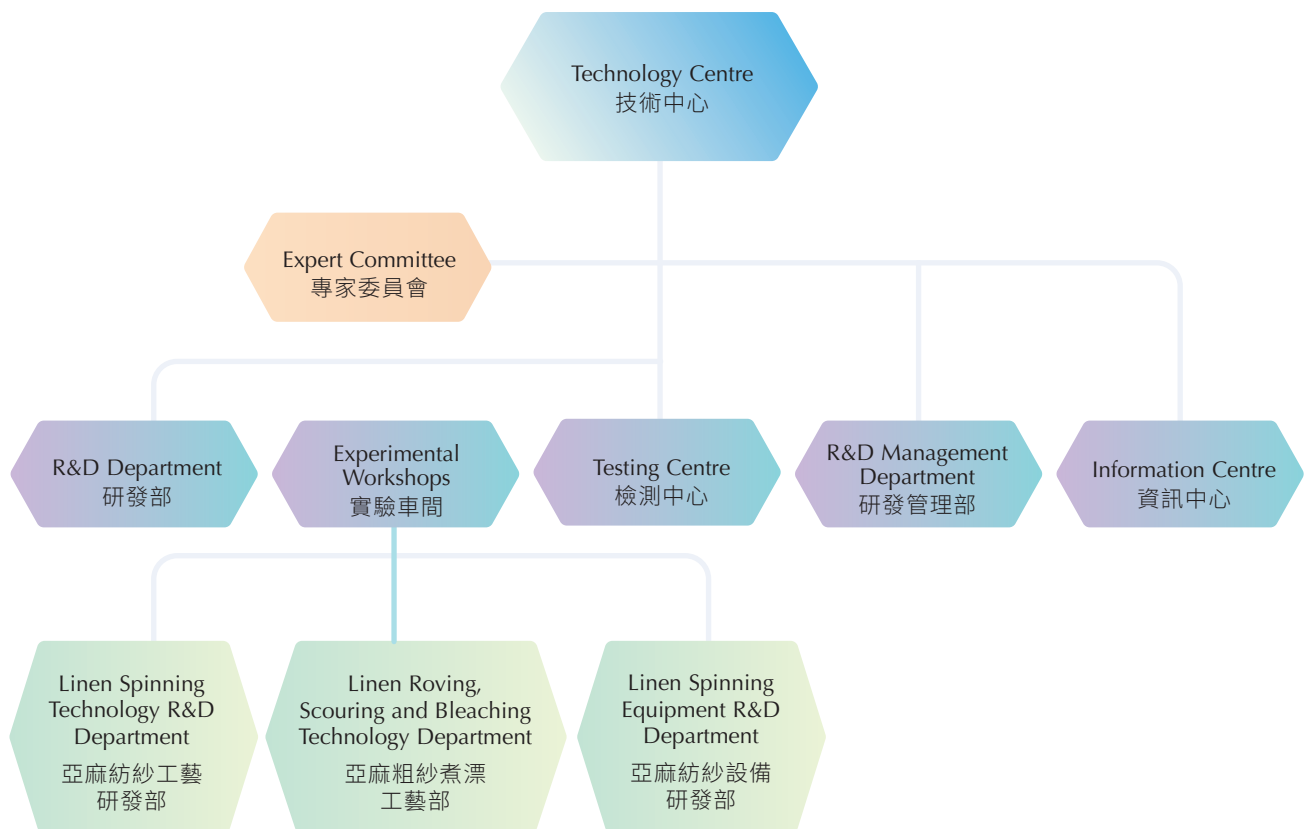 Technology Centre
技術中心
Expert Committee
專家委員會
R&D Department
研發部
Experimental
Workshops
實驗車間
Testing Centre
檢測中心
R&D Management
Department
研發管理部
Information Centre
資訊中心
Linen Spinning
Technology R&D
Department
亞麻紡紗工藝
研發部
Linen Roving,
Scouring and Bleaching
Technology Department
亞麻粗紗煮漂
工藝部
Linen Spinning
Equipment R&D
Department
亞麻紡紗設備
研發部